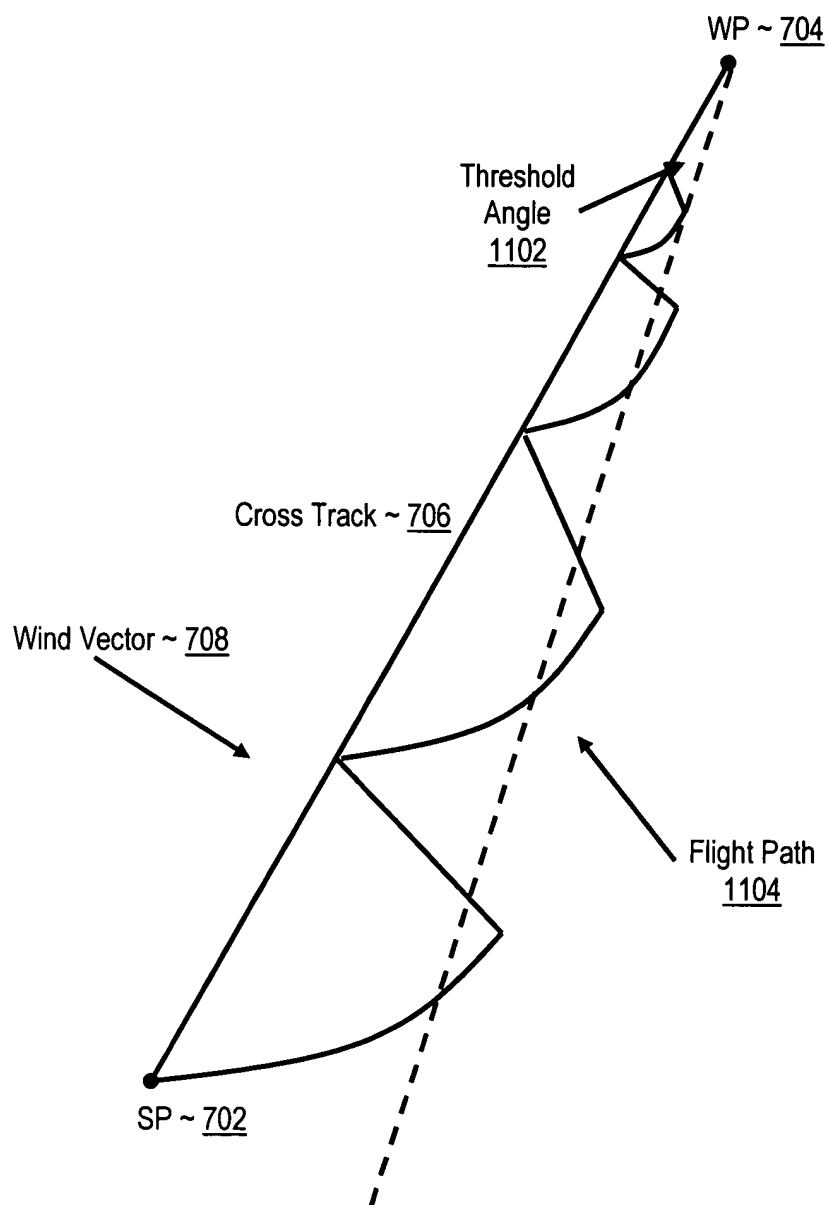 WP ~ 704
Threshold
Angle
1102
Cross Track ~ 706
Wind Vector ~ 708
Flight Path
1104
SP ~ 702